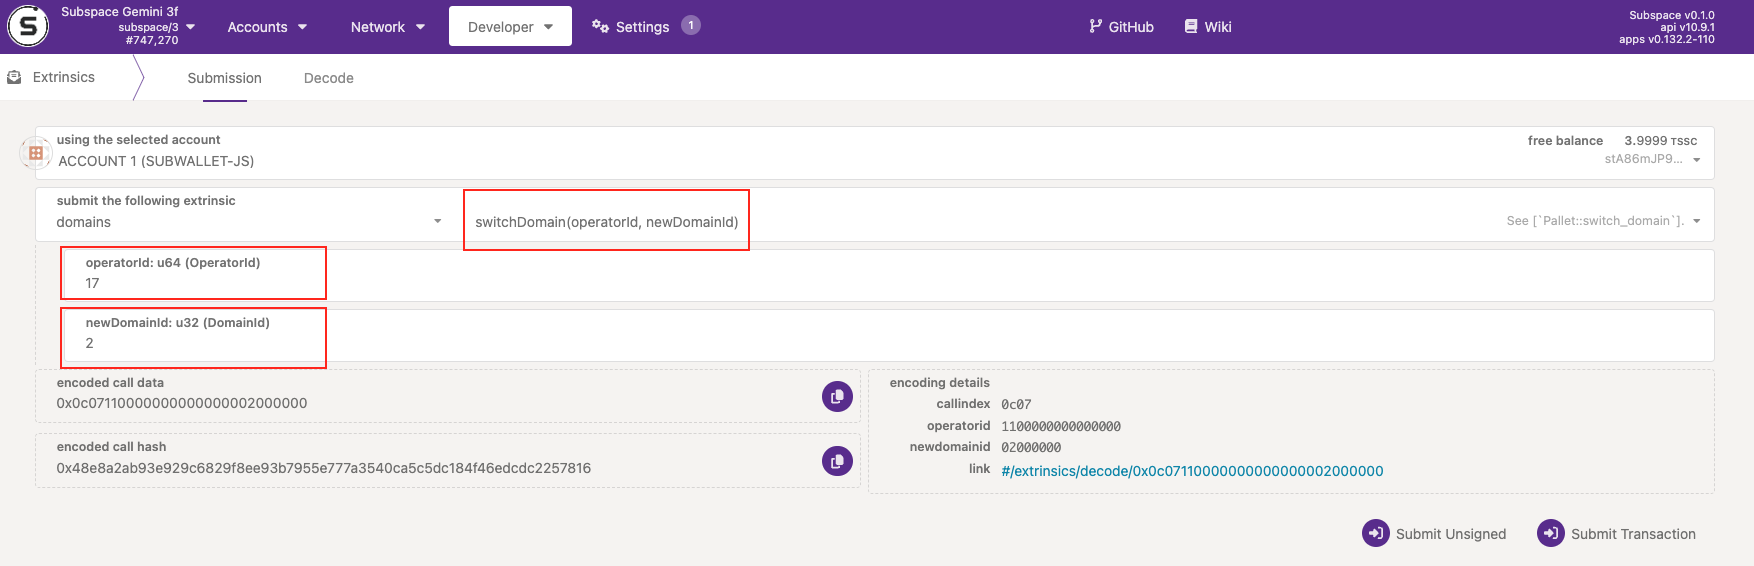 Subspace Gemini 3f
subspace/3
#747,270
Accounts
Network
Developer
Settings
1
GitHub
Wiki
Subspace v0.1.0
api v10.9.1
apps v0.132.2-110
Extrinsics
Submission
Decode
using the selected account
ACCOUNT 1 (SUBWALLET-JS)
free balance 3.9999 TSSC
stA86mJP9...
submit the following extrinsic
domains
switchDomain(operatorId, newDomainId)
See [`Pallet::switch_domain`].
operatorId: u64 (OperatorId)
17
newDomainId: u32 (DomainId)
2
encoded call data
0x0c07110000000000000002000000
encoded call hash
0x48e8a2ab93e929c6829f8ee93b7955e777a3540ca5c5dc184f46edcdc2257816
encoding details
callindex 0c07
operatorid 1100000000000000
newdomainid 02000000
link #/extrinsics/decode/0x0c07110000000000000002000000
Submit Unsigned
Submit Transaction